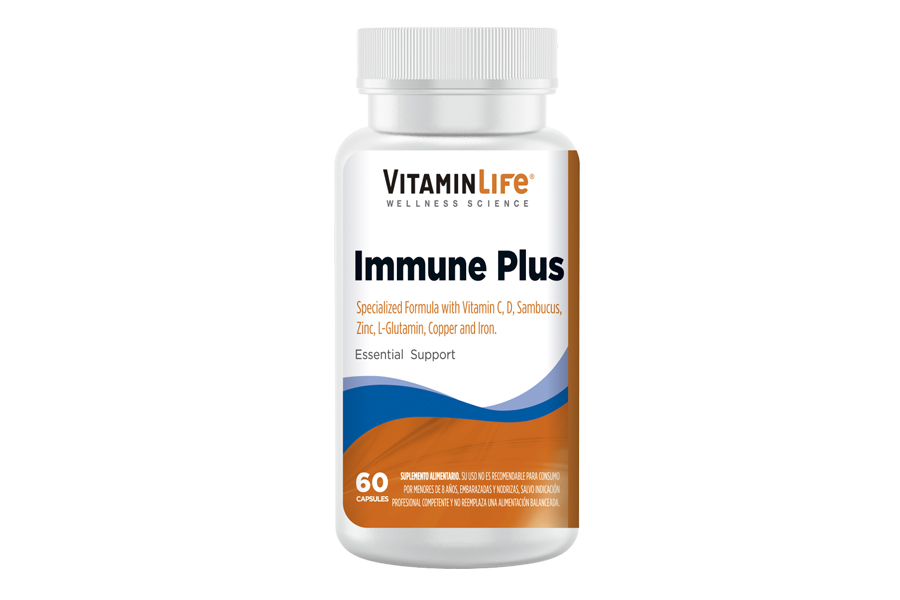 VITAMINLIFE®
WELLNESS SCIENCE
Immune Plus
Specialized Formula with Vitamin C, D, Sambucus,
Zinc, L-Glutamin, Copper and Iron.
Essential Support
60
CAPSULES
SUPLEMENTO ALIMENTARIO. SU USO NO ES RECOMENDABLE PARA CONSUMO
POR MENORES DE 8 AÑOS, EMBARAZADAS Y NODRIZAS, SALVO INDICACIÓN
PROFESIONAL COMPETENTE Y NO REEMPLAZA UNA ALIMENTACIÓN BALANCEADA.